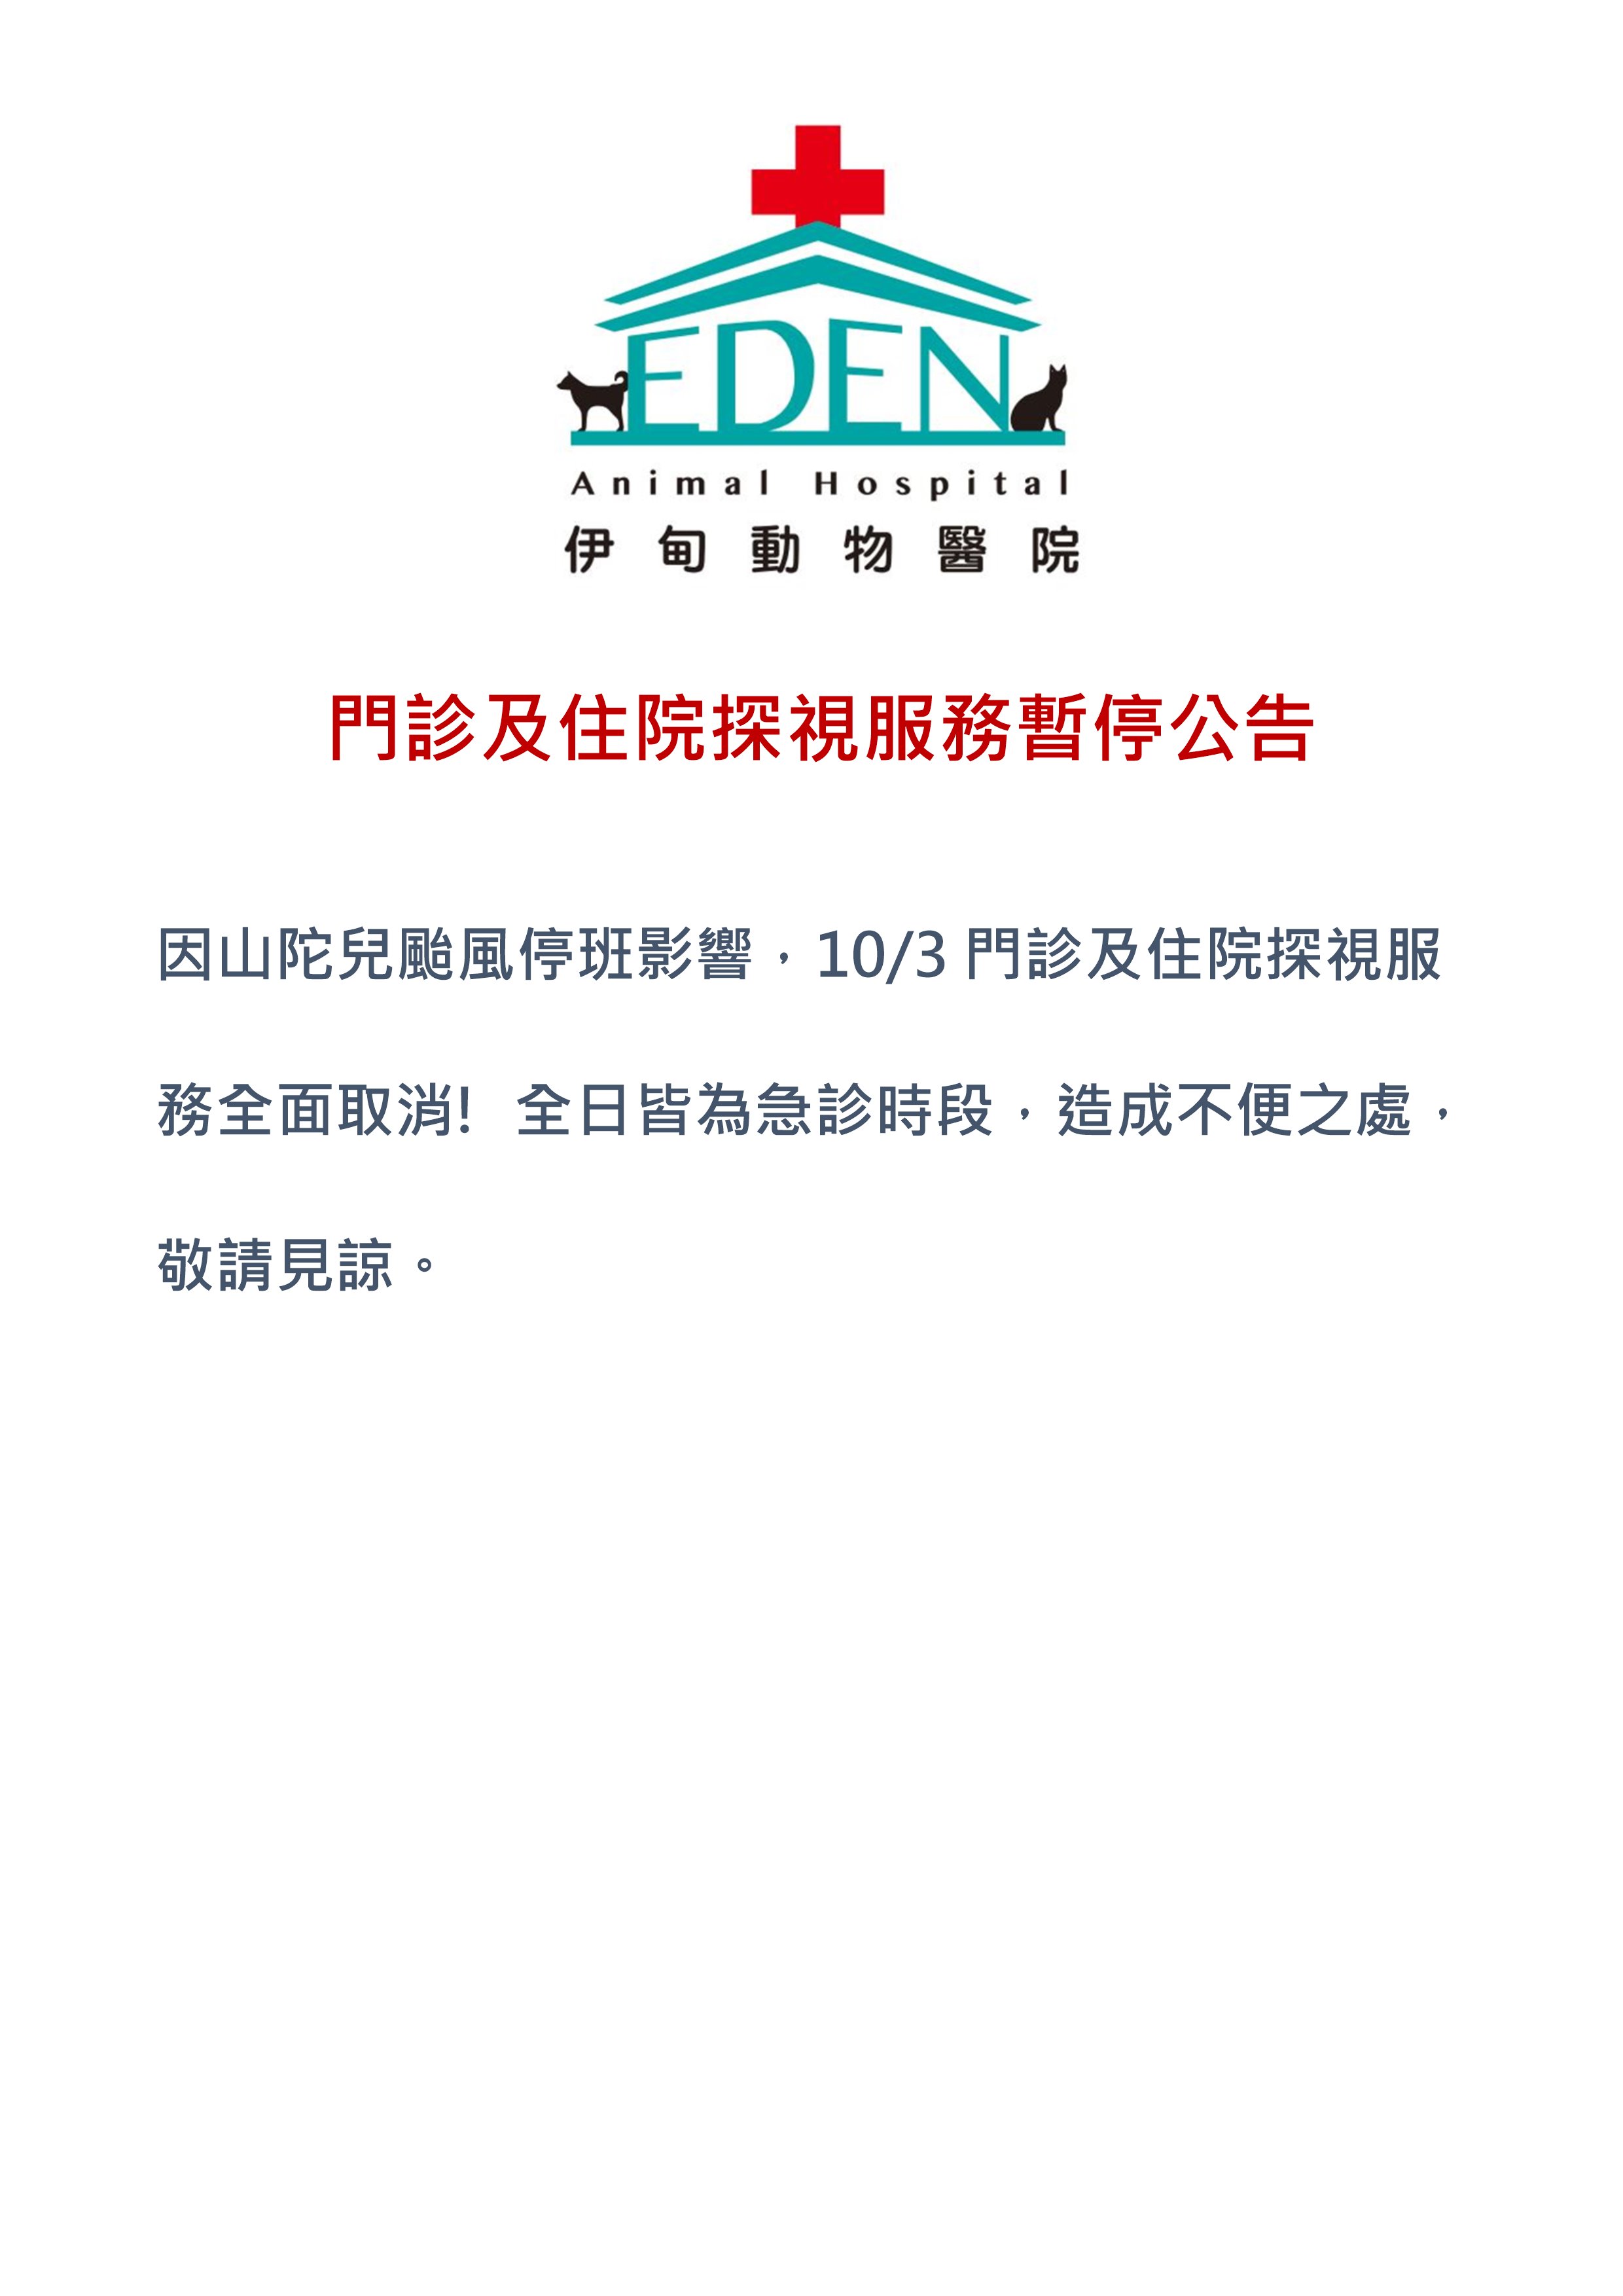 EDEN
Animal Hospital
伊甸動物醫院
門診及住院探視服務暫停公告
因山陀兒颱風停班影響，10/3 門診及住院探視服
務全面取消! 全日皆為急診時段，造成不便之處，
敬請見諒。